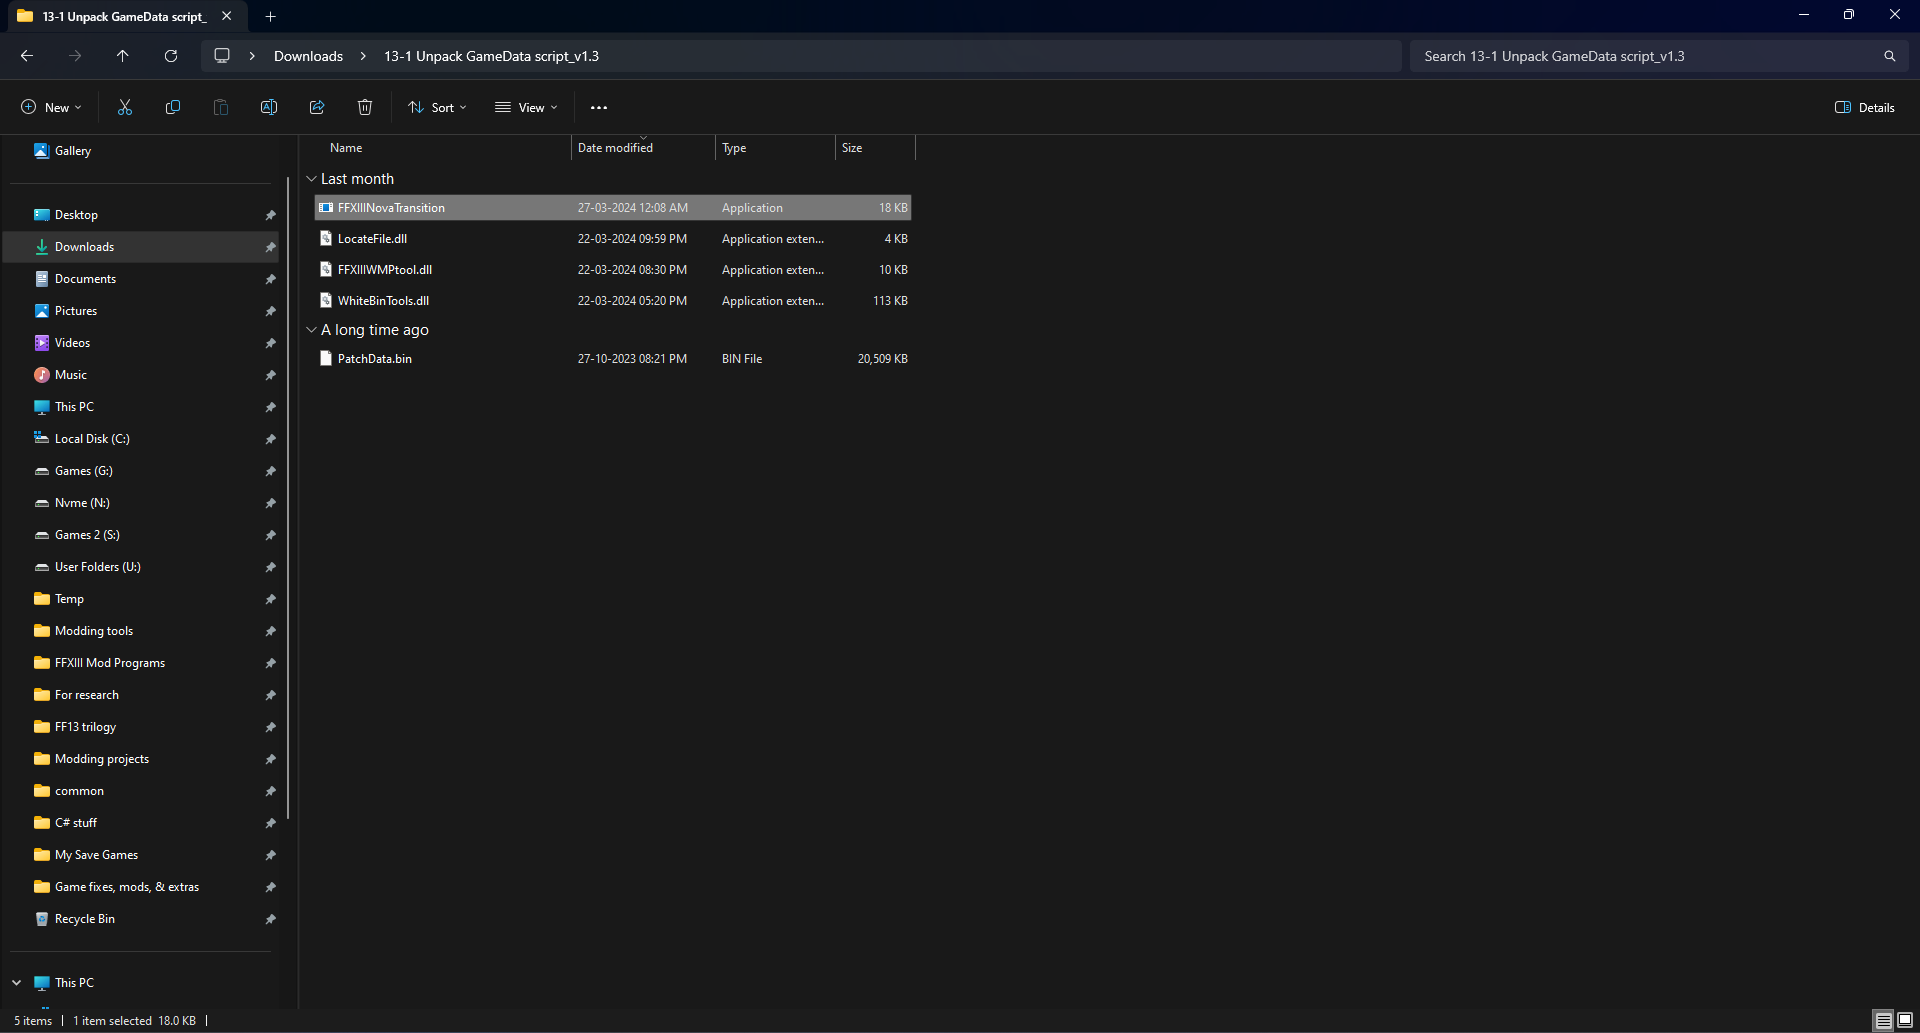 13-1 Unpack GameData script_
Downloads
13-1 Unpack GameData script_v1.3
Search 13-1 Unpack GameData script_v1.3
New
Sort
View
Details
Gallery
Desktop
Downloads
Documents
Pictures
Videos
Music
This PC
Local Disk (C:)
Games (G:)
Nvme (N:)
Games 2 (S:)
User Folders (U:)
Temp
Modding tools
FFXIII Mod Programs
For research
FF13 trilogy
Modding projects
common
C# stuff
My Save Games
Game fixes, mods, & extras
Recycle Bin
This PC
Name Date modified Type Size
Last month
FFXIIINovaTransition 27-03-2024 12:08 AM Application 18 KB
LocateFile.dll 22-03-2024 09:59 PM Application exten... 4 KB
FFXIIIWMPtool.dll 22-03-2024 08:30 PM Application exten... 10 KB
WhiteBinTools.dll 22-03-2024 05:20 PM Application exten... 113 KB
A long time ago
PatchData.bin 27-10-2023 08:21 PM BIN File 20,509 KB
5 items 1 item selected 18.0 KB